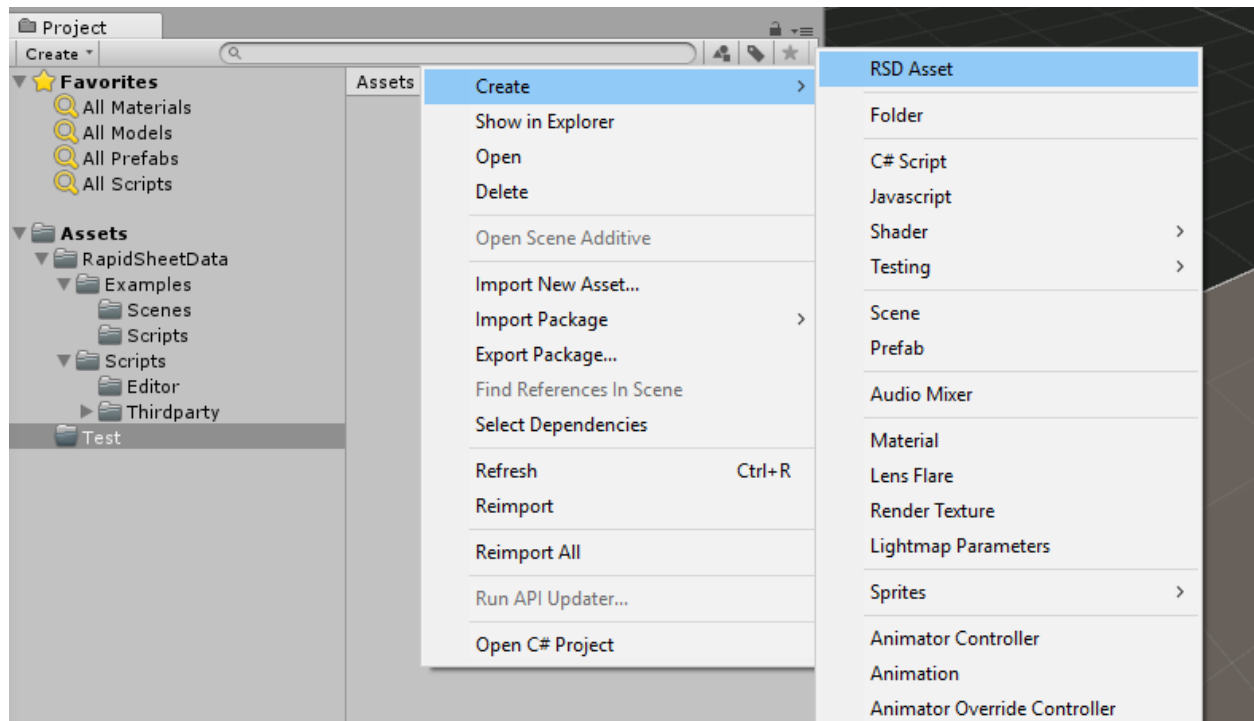 Project
Create
Favorites
All Materials
All Models
All Prefabs
All Scripts
Assets
RapidSheetData
Examples
Scenes
Scripts
Scripts
Editor
Thirdparty
Test
Assets
Create
Show in Explorer
Open
Delete
Open Scene Additive
Import New Asset...
Import Package
Export Package...
Find References In Scene
Select Dependencies
Refresh Ctrl+R
Reimport
Reimport All
Run API Updater...
Open C# Project
RSD Asset
Folder
C# Script
Javascript
Shader
Testing
Scene
Prefab
Audio Mixer
Material
Lens Flare
Render Texture
Lightmap Parameters
Sprites
Animator Controller
Animation
Animator Override Controller